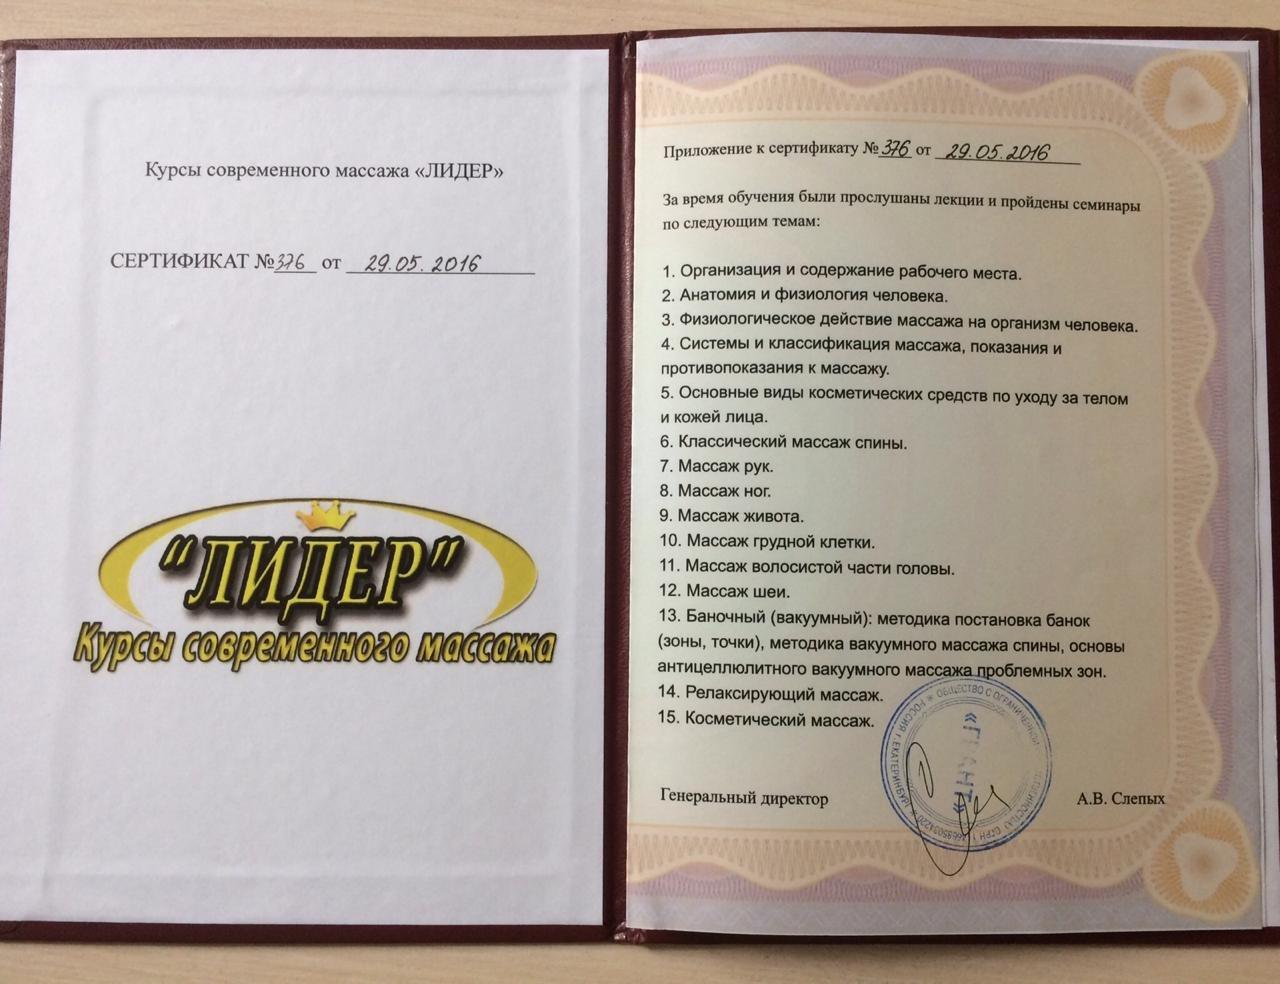 Курсы современного массажа «ЛИДЕР»
СЕРТИФИКАТ №376 от 29.05.2016
"ЛИДЕР"
Курсы современного массажа
Приложение к сертификату №376 от 29.05.2016
За время обучения были прослушаны лекции и пройдены семинары
по следующим темам:
1. Организация и содержание рабочего места.
2. Анатомия и физиология человека.
3. Физиологическое действие массажа на организм человека.
4. Системы и классификация массажа, показания и
противопоказания к массажу.
5. Основные виды косметических средств по уходу за телом
и кожей лица.
6. Классический массаж спины.
7. Массаж рук.
8. Массаж ног.
9. Массаж живота.
10. Массаж грудной клетки.
11. Массаж волосистой части головы.
12. Массаж шеи.
13. Баночный (вакуумный): методика постановка банок
(зоны, точки), методика вакуумного массажа спины, основы
антицеллюлитного вакуумного массажа проблемных зон.
14. Релаксирующий массаж.
15. Косметический массаж.
ОБЩЕСТВО С ОГРАНИЧЕННОЙ
РОССИЯ г. ЕКАТЕРИНБУРГ
Генеральный директор
А.В. Слепых